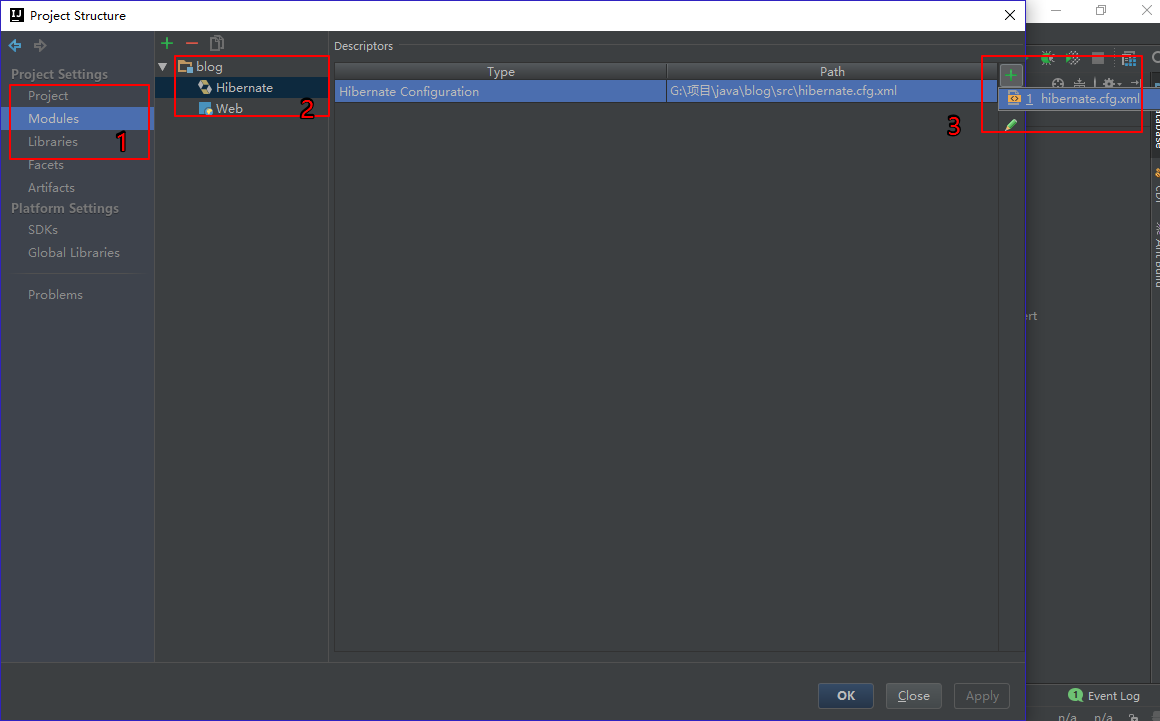 Project Structure
Project Settings
Project
Modules
Libraries
Facets
Artifacts
Platform Settings
SDKs
Global Libraries
Problems
1
blog
Hibernate
Web
2
Descriptors
Type Path
Hibernate Configuration G:\项目\java\blog\src\hibernate.cfg.xml
1 hibernate.cfg.xml
3
OK Close Apply
Event Log
n/a n/a